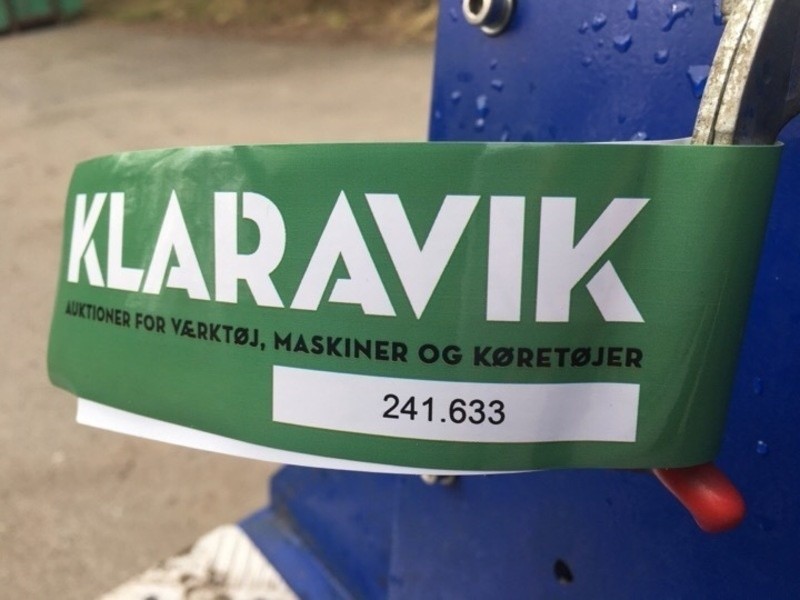 KLARAVIK
AUKTIONER FOR VÆRKTØJ, MASKINER OG KØRETØJER
241.633